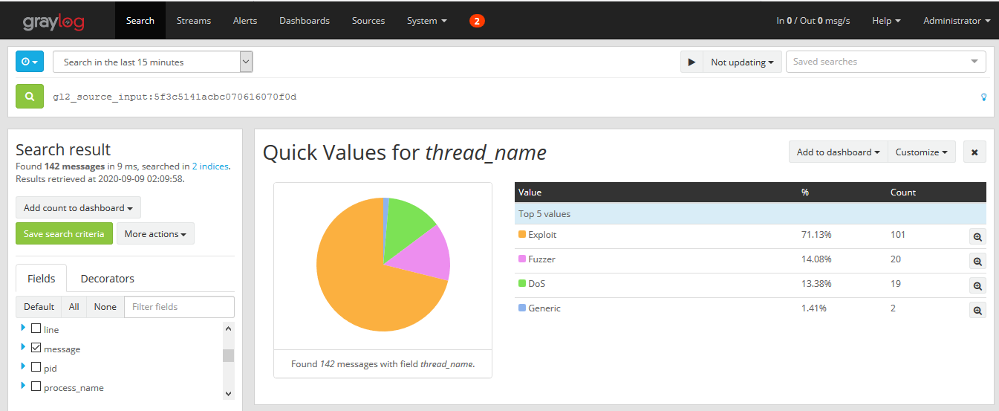 graylog Search Streams Alerts Dashboards Sources System 2 In 0 / Out 0 msg/s Help Administrator
Search in the last 15 minutes Not updating Saved searches
gl2_source_input:5f3c5141acbc070616070f0d
Search result
Found 142 messages in 9 ms, searched in 2 indices.
Results retrieved at 2020-09-09 02:09:58.
Add count to dashboard
Save search criteria More actions
Fields Decorators
Default All None Filter fields
line
message
pid
process_name
Quick Values for thread_name
Add to dashboard Customize
Found 142 messages with field thread_name.
Value % Count
Top 5 values
Exploit 71.13% 101
Fuzzer 14.08% 20
DoS 13.38% 19
Generic 1.41% 2